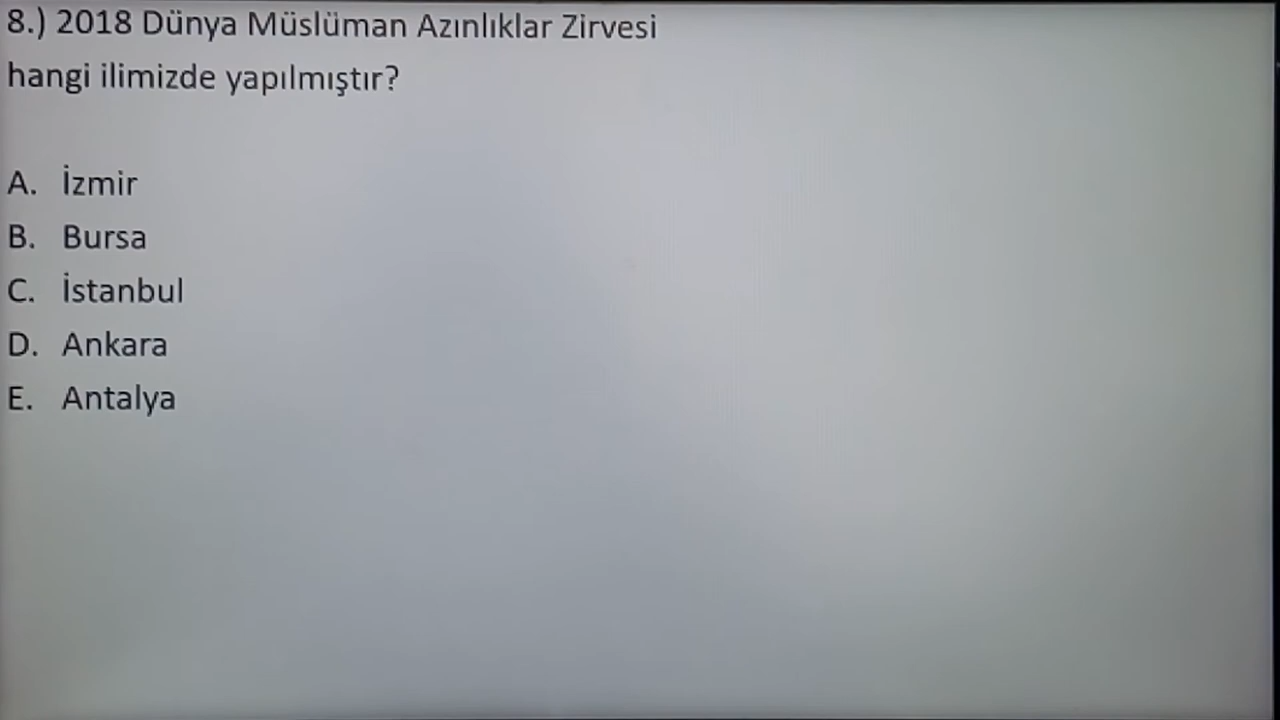 8.) 2018 Dünya Müslüman Azınlıklar Zirvesi
hangi ilimizde yapılmıştır?
A. İzmir
B. Bursa
C. İstanbul
D. Ankara
E. Antalya